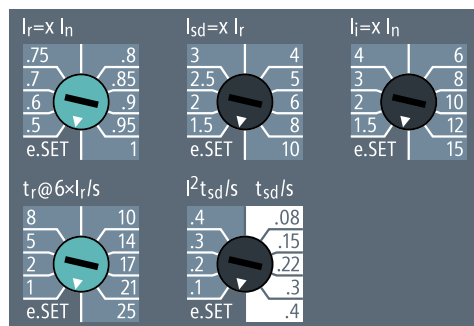 Ir=x In
Isd=x Ir
Ii=x In
.75 .8
3 4
4 6
.7 .85
2.5 5
3 8
.6 .9
2 6
2 10
.5 .95
1.5 8
1.5 12
e.SET 1
e.SET 10
e.SET 15
tr@6×Ir/s
I²tsd/s tsd/s
8 10
.4 .08
5 14
.3 .15
2 17
.2 .22
1 21
.1 .3
e.SET 25
e.SET .4